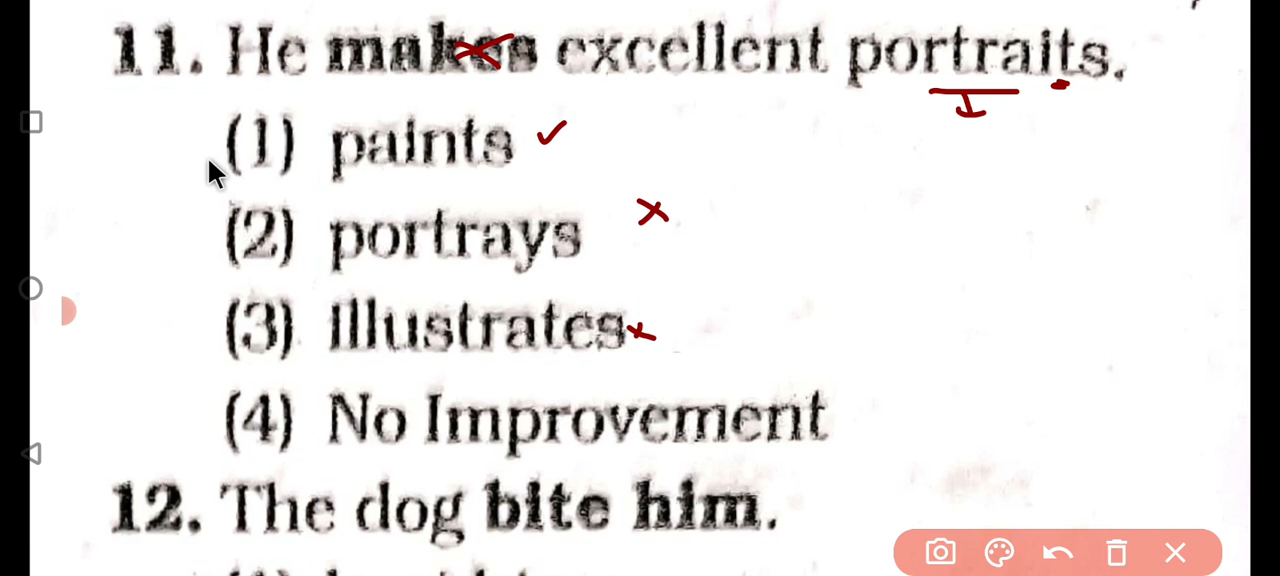 11. He makes excellent portraits.
(1) paints
(2) portrays
(3) illustrates
(4) No Improvement
12. The dog bite him.